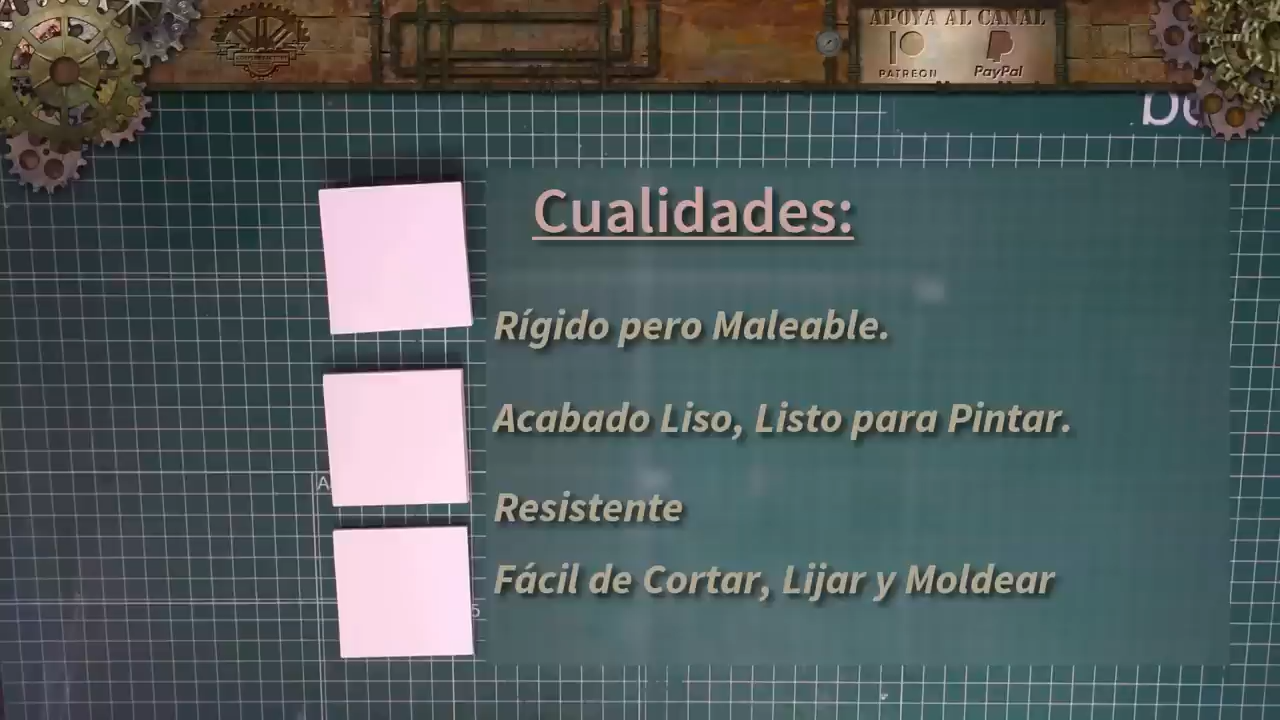 APOYA AL CANAL
PATREON
PayPal
Cualidades:
Rígido pero Maleable.
Acabado Liso, Listo para Pintar.
A
Resistente
Fácil de Cortar, Lijar y Moldear
5